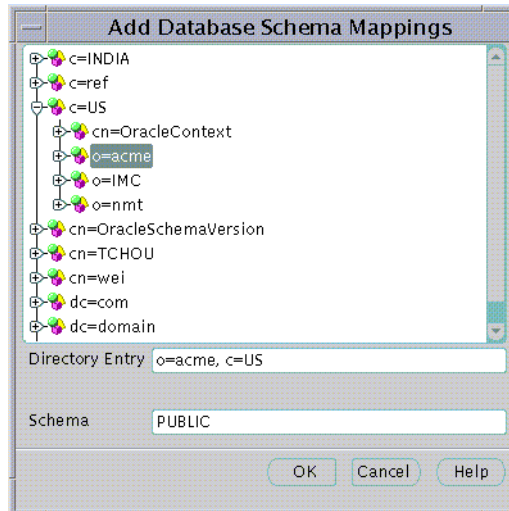 Add Database Schema Mappings
c=INDIA
c=ref
c=US
cn=OracleContext
o=acme
o=IMC
o=nmt
cn=OracleSchemaVersion
cn=TCHOU
cn=wei
dc=com
dc=domain
Directory Entry o=acme, c=US
Schema PUBLIC
OK Cancel Help